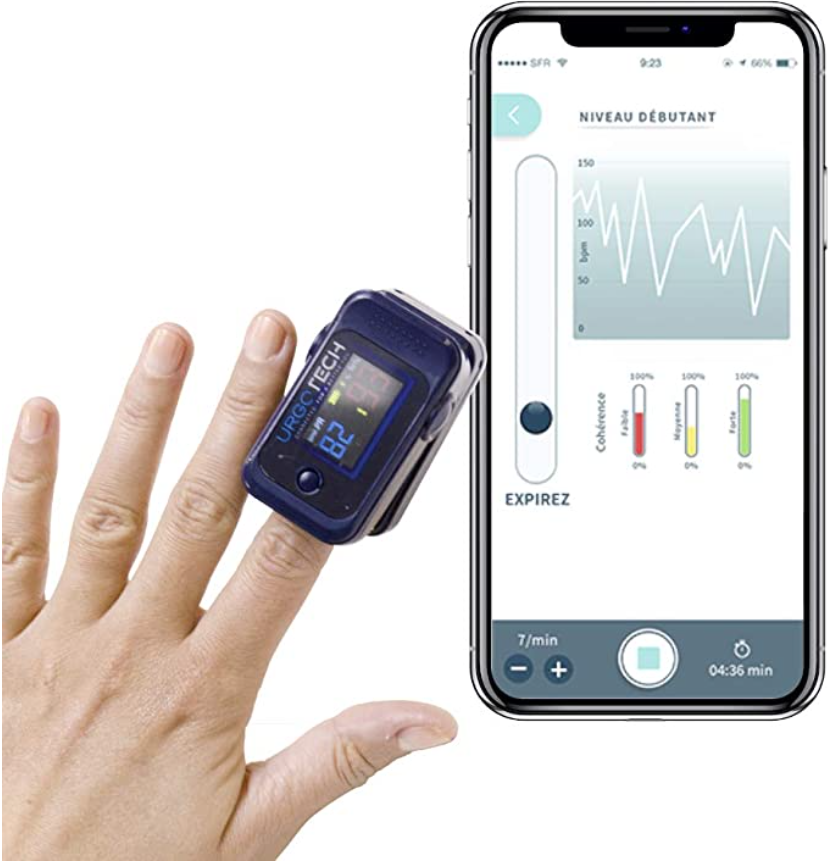 SFR
9:23
66%
NIVEAU DÉBUTANT
150
100
bpm
50
0
Cohérence
Faible
100%
0%
Moyenne
100%
0%
Forte
100%
0%
EXPIREZ
7/min
04:36 min
URGOTECH
PR
82